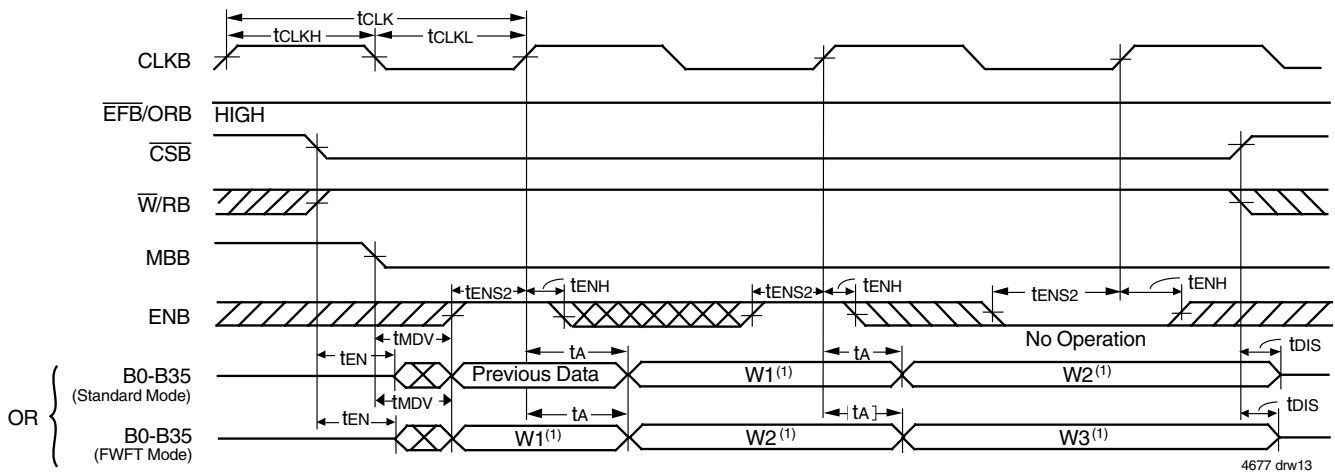 tCLK
tCLKH tCLKL
CLKB
EFB/ORB HIGH
CSB
W/RB
MBB
tENS2 tENH tENS2 tENH tENS2 tENH
ENB
No Operation
tMDV
tEN tA tA tDIS
B0-B35 Previous Data W1(1) W2(1)
(Standard Mode)
OR
tMDV
tEN tA tA tDIS
B0-B35 W1(1) W2(1) W3(1)
(FWFT Mode)
4677 drw13